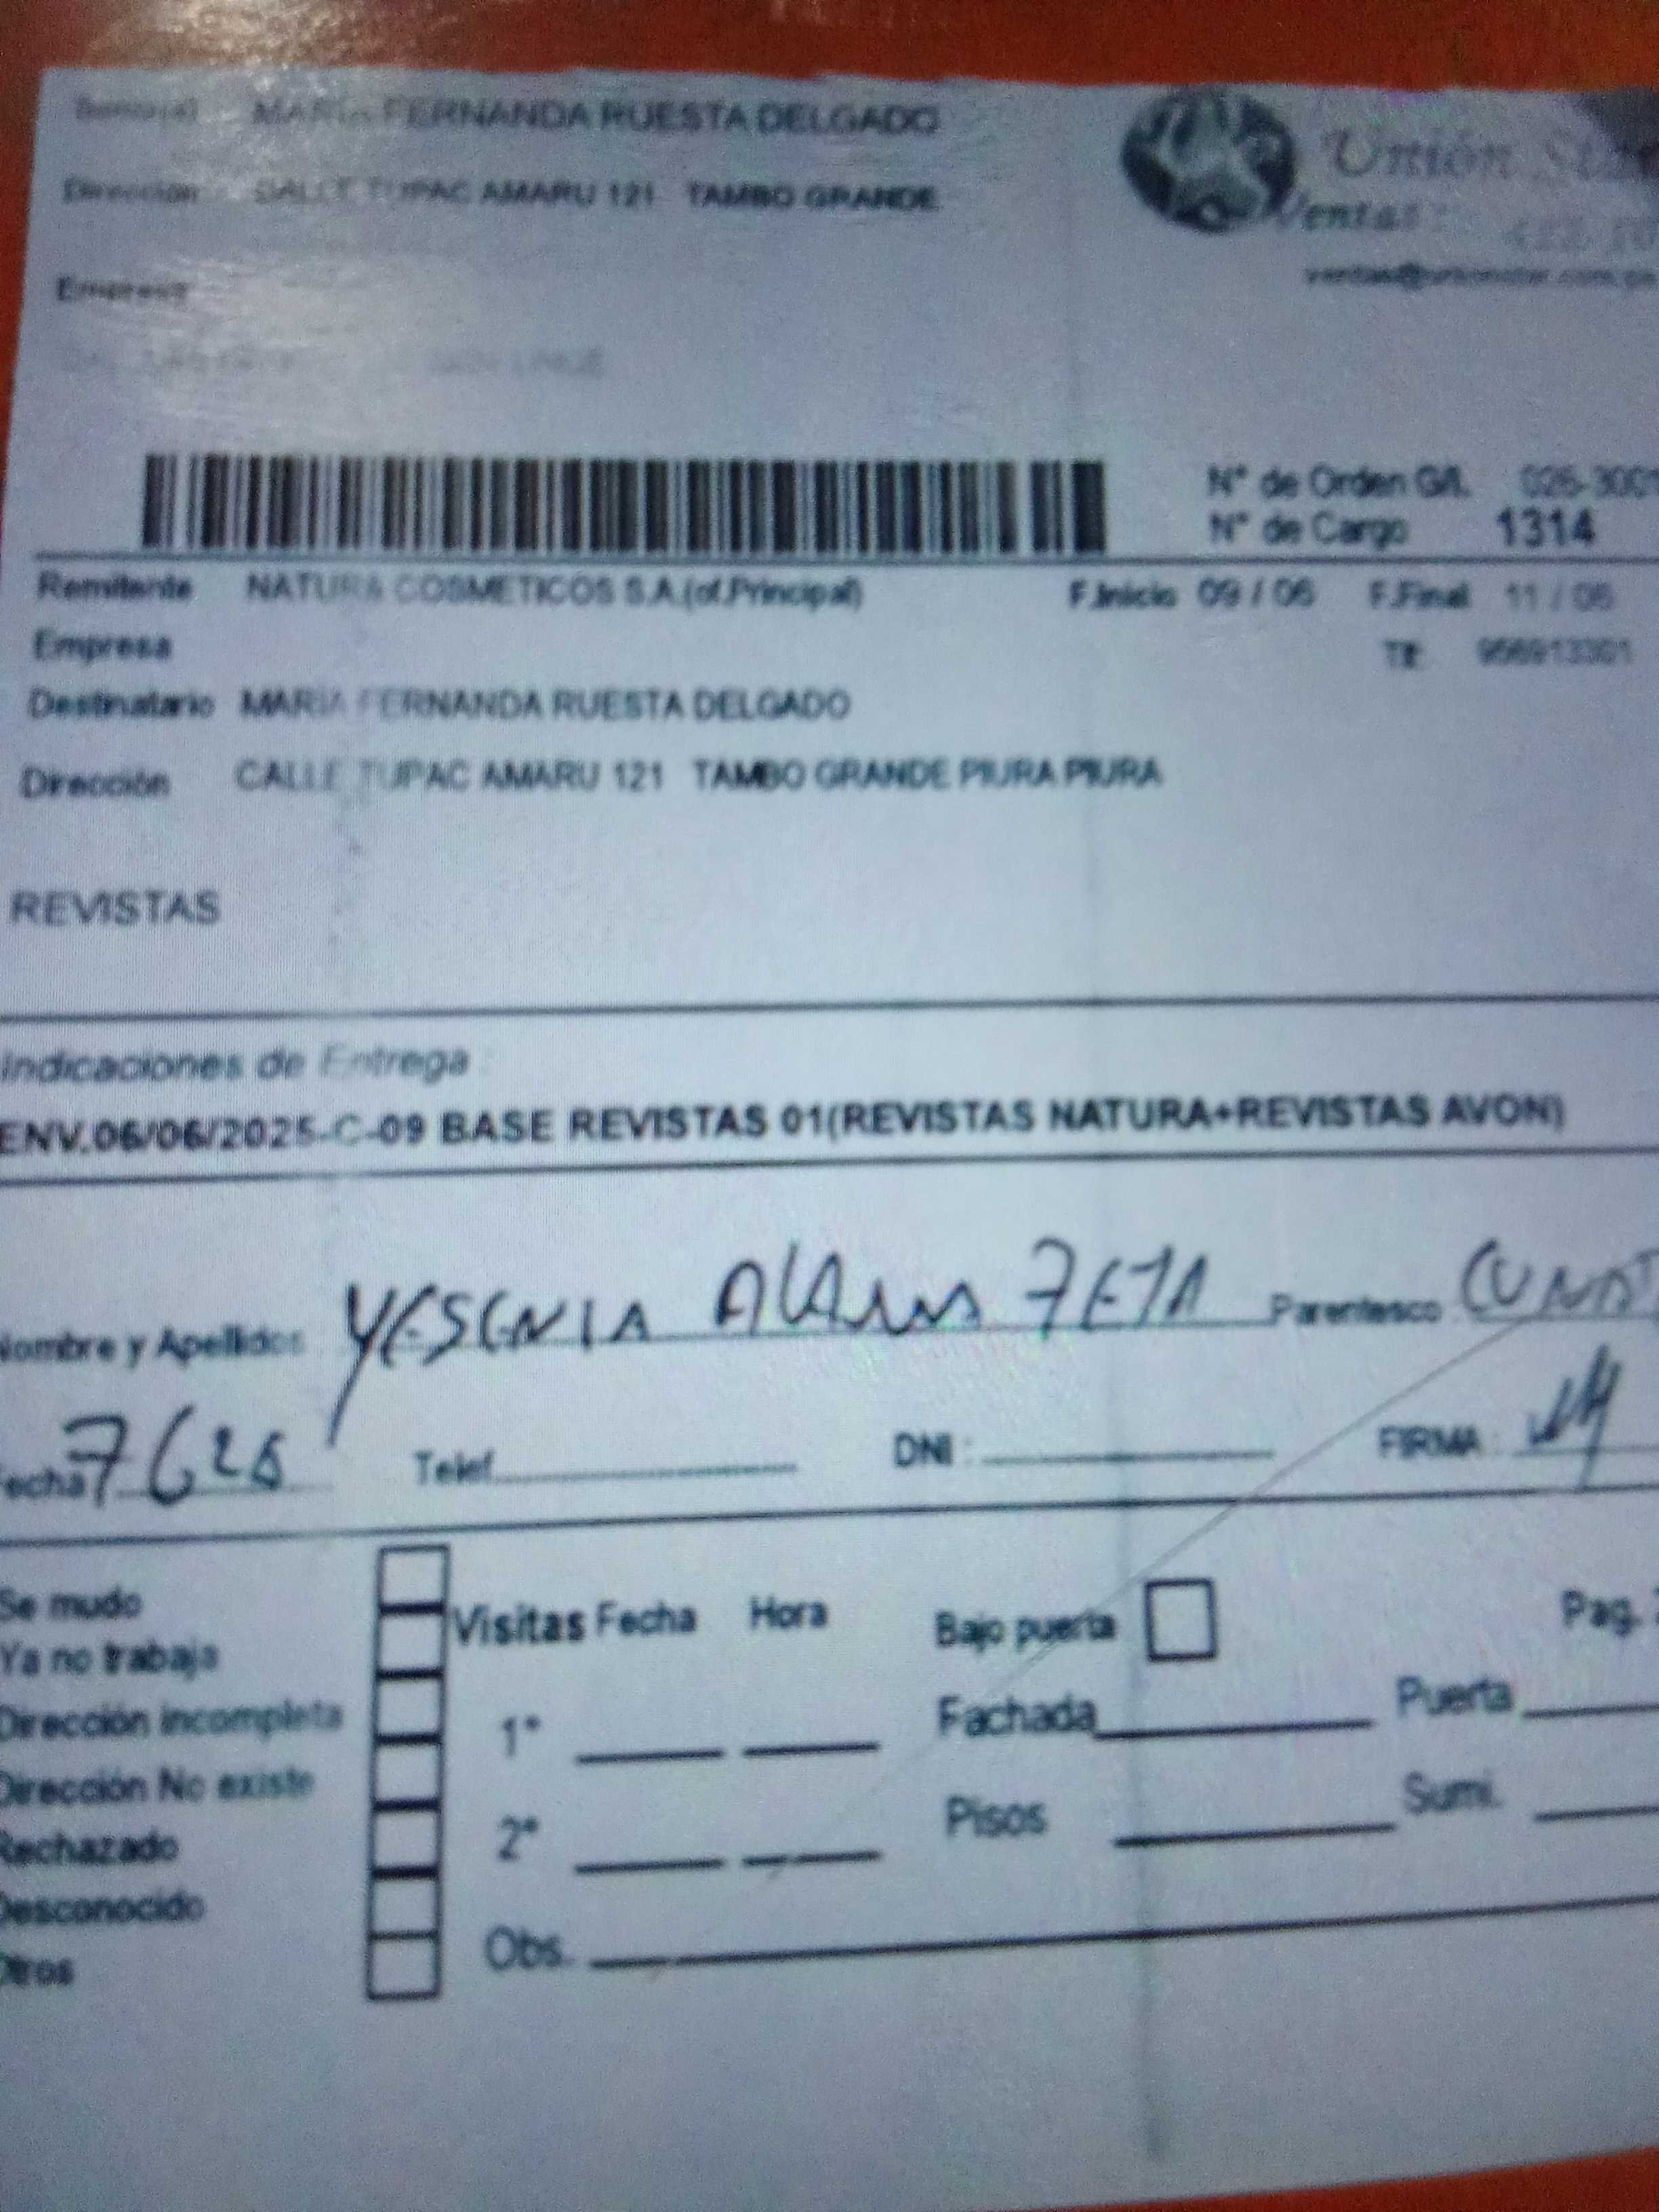 Señor(a) MARIA FERNANDA RUESTA DELGADO
Dirección CALLE TUPAC AMARU 121 TAMBO GRANDE
Unión Star
Ventas
Empresa
N° de Orden G/L 026-3001
N° de Cargo 1314
Remitente NATURA COSMETICOS S.A.(of.Principal) F.Inicio 09 / 06 F.Final 11 / 06
Empresa Tlf: 956913301
Destinatario MARIA FERNANDA RUESTA DELGADO
Dirección CALLE TUPAC AMARU 121 TAMBO GRANDE PIURA PIURA
REVISTAS
Indicaciones de Entrega :
ENV.06/06/2025-C-09 BASE REVISTAS 01(REVISTAS NATURA+REVISTAS AVON)
Nombre y Apellidos YESENIA Parentesco :
Fecha 7 6 25 Telef. DNI : FIRMA :
Se mudo
Ya no trabaja
Dirección incompleta
Dirección No existe
Rechazado
Desconocido
Otros
Visitas Fecha Hora
1°
2°
Obs.
Bajo puerta Pag.
Fachada Puerta
Pisos Sumi.